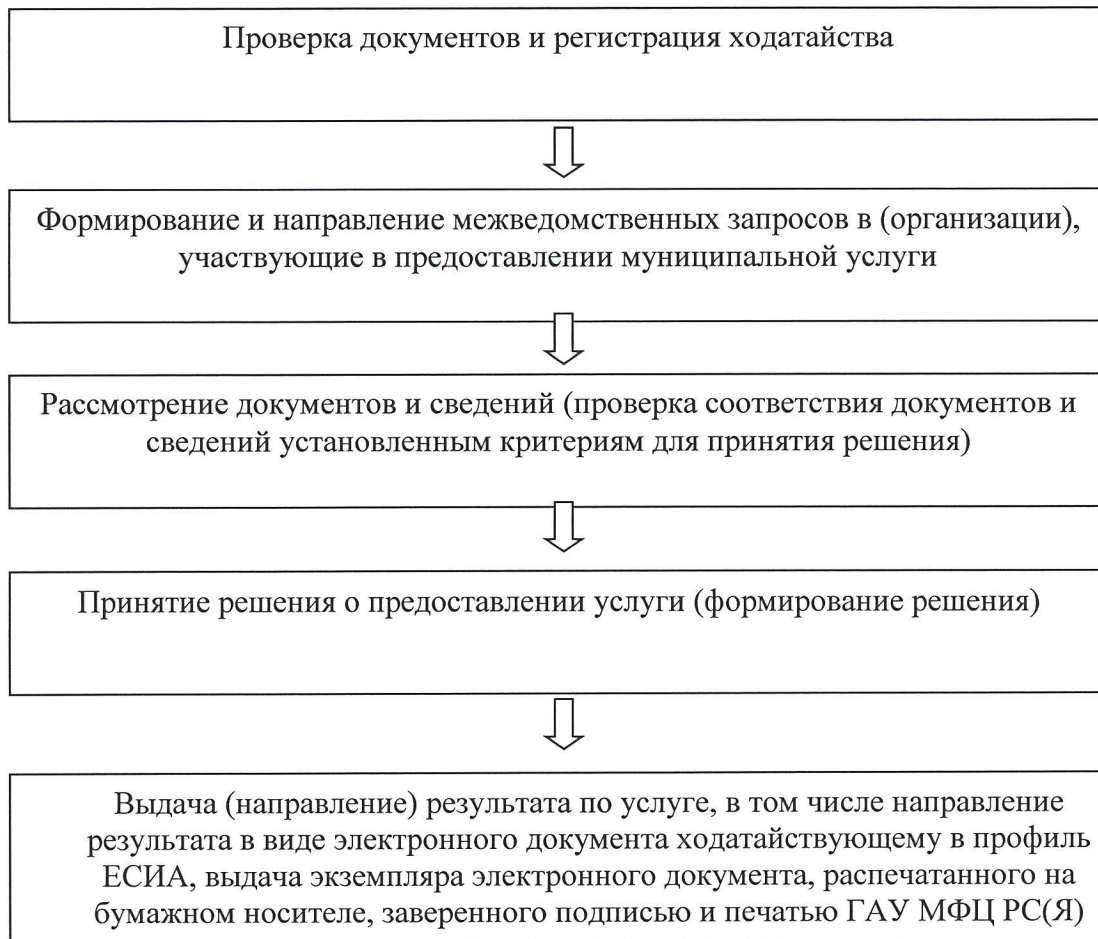 Проверка документов и регистрация ходатайства
Формирование и направление межведомственных запросов в (организации),
участвующие в предоставлении муниципальной услуги
Рассмотрение документов и сведений (проверка соответствия документов и
сведений установленным критериям для принятия решения)
Принятие решения о предоставлении услуги (формирование решения)
Выдача (направление) результата по услуге, в том числе направление
результата в виде электронного документа ходатайствующему в профиль
ЕСИА, выдача экземпляра электронного документа, распечатанного на
бумажном носителе, заверенного подписью и печатью ГАУ МФЦ РС(Я)